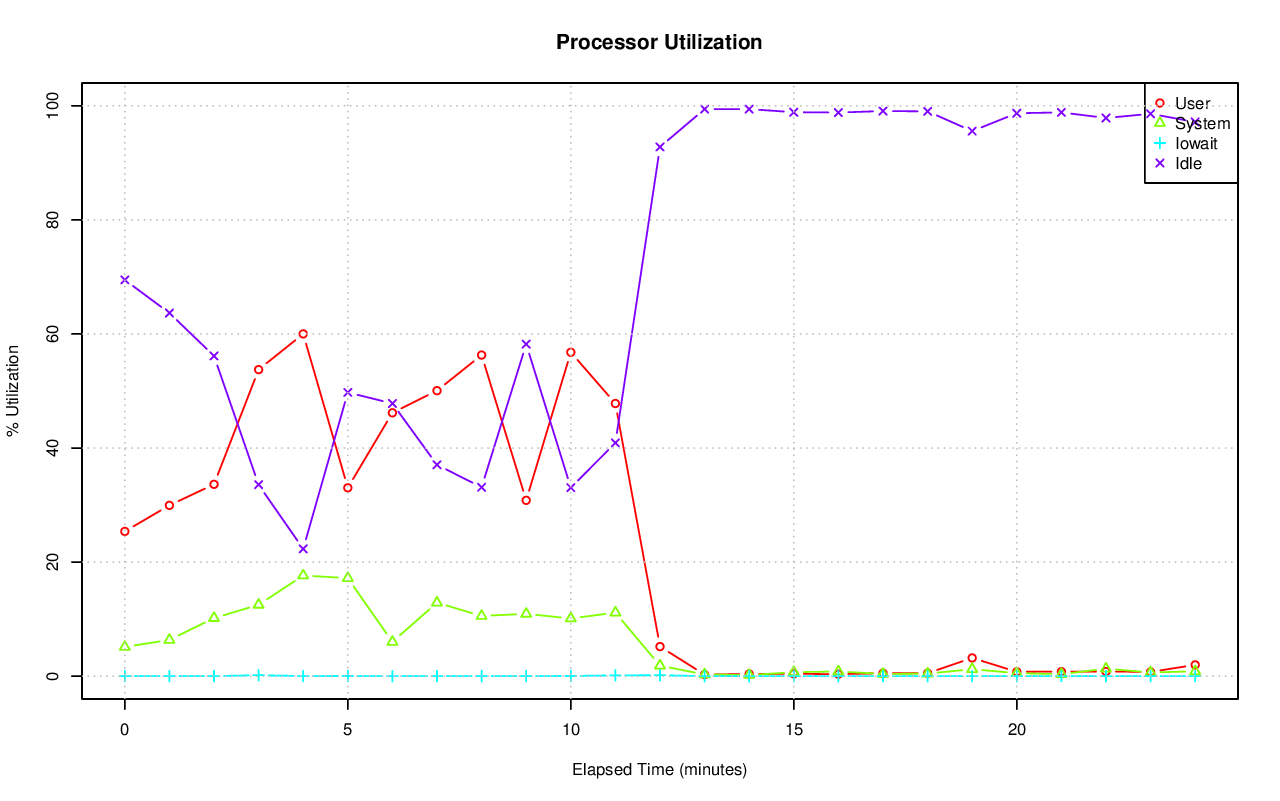 Processor Utilization
% Utilization
100
80
60
40
20
0
User
System
Iowait
Idle
0 5 10 15 20
Elapsed Time (minutes)